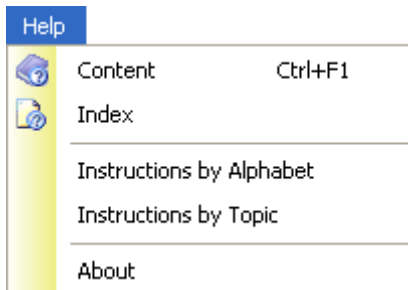 Help
Content Ctrl+F1
Index
Instructions by Alphabet
Instructions by Topic
About